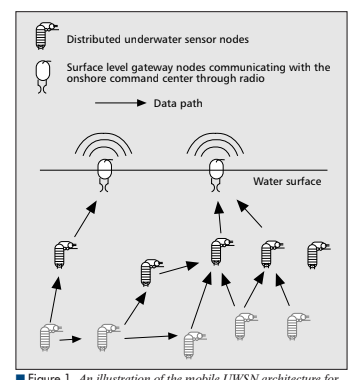 Distributed underwater sensor nodes
Surface level gateway nodes communicating with the
onshore command center through radio
Data path
Water surface
Figure 1. An illustration of the mobile UWSN architecture for